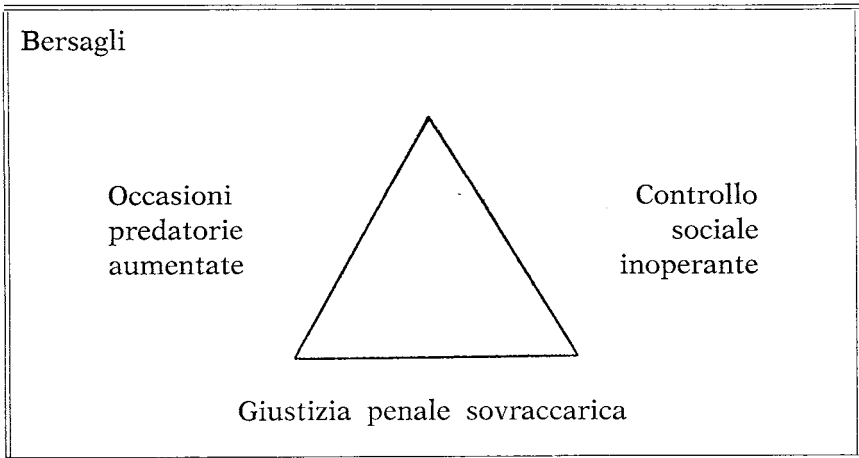 Bersagli
Occasioni
predatorie
aumentate
Controllo
sociale
inoperante
Giustizia penale sovraccarica